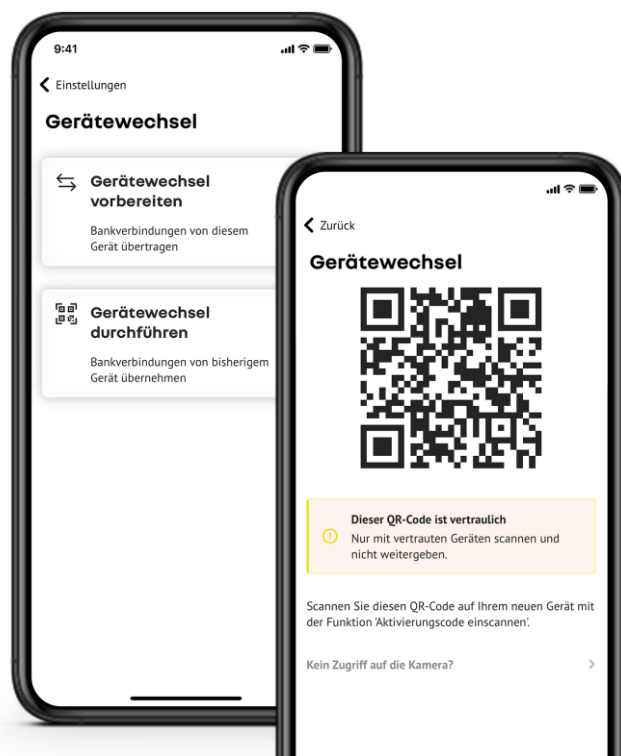 9:41
Einstellungen
Gerätewechsel
Gerätewechsel
vorbereiten
Bankverbindungen von diesem
Gerät übertragen
Gerätewechsel
durchführen
Bankverbindungen von bisherigem
Gerät übernehmen
Zurück
Gerätewechsel
Dieser QR-Code ist vertraulich
Nur mit vertrauten Geräten scannen und
nicht weitergeben.
Scannen Sie diesen QR-Code auf Ihrem neuen Gerät mit
der Funktion 'Aktivierungscode einscannen'.
Kein Zugriff auf die Kamera?